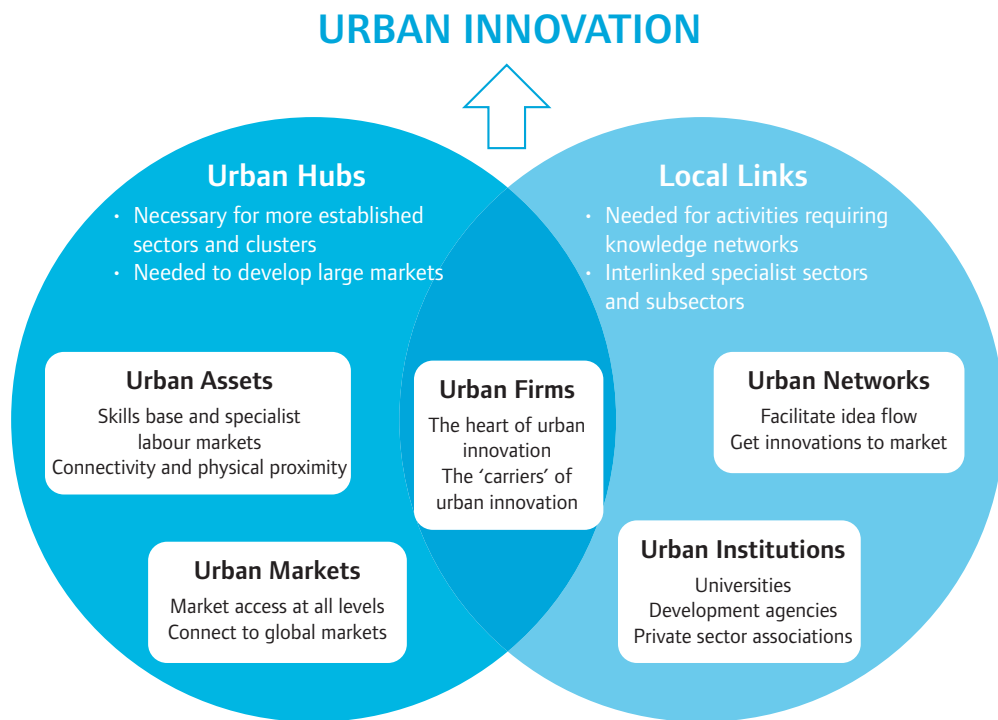 URBAN INNOVATION
Urban Hubs
· Necessary for more established
sectors and clusters
· Needed to develop large markets
Local Links
· Needed for activities requiring
knowledge networks
· Interlinked specialist sectors
and subsectors
Urban Assets
Skills base and specialist
labour markets
Connectivity and physical proximity
Urban Firms
The heart of urban
innovation
The ‘carriers’ of
urban innovation
Urban Networks
Facilitate idea flow
Get innovations to market
Urban Markets
Market access at all levels
Connect to global markets
Urban Institutions
Universities
Development agencies
Private sector associations